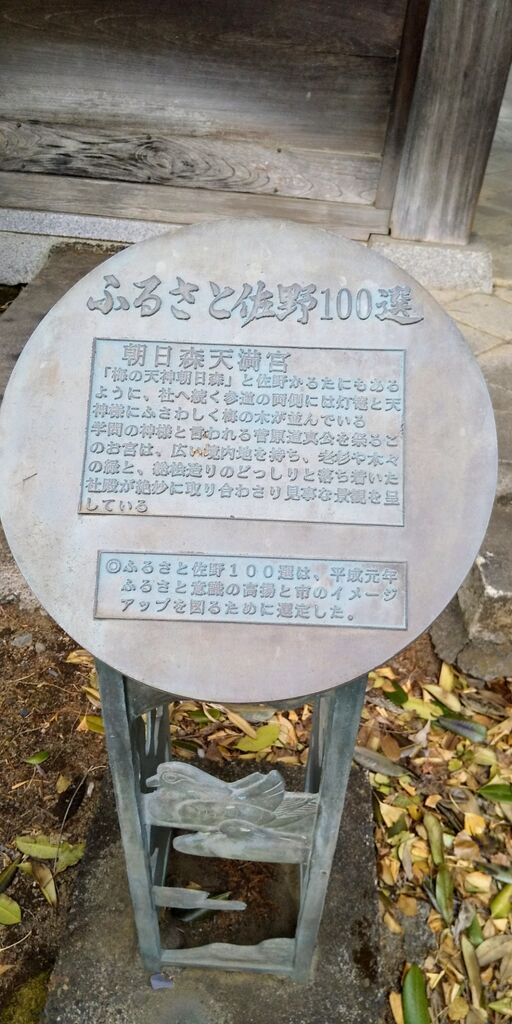 ふるさと佐野100選
朝日森天満宮
「梅の天神朝日森」と佐野かるたにもある
ように、社へ続く参道の両側には灯籠と天
神様にふさわしく梅の木が並んでいる
学問の神様と言われる菅原道真公を祭るこ
のお宮は、広い境内地を持ち、老杉や木々
の緑と、総桧造りのどっしりと落ち着いた
社殿が絶妙に取り合わさり見事な景観を呈
している
◎ふるさと佐野100選は、平成元年
ふるさと意識の高揚と市のイメージ
アップを図るために選定した。